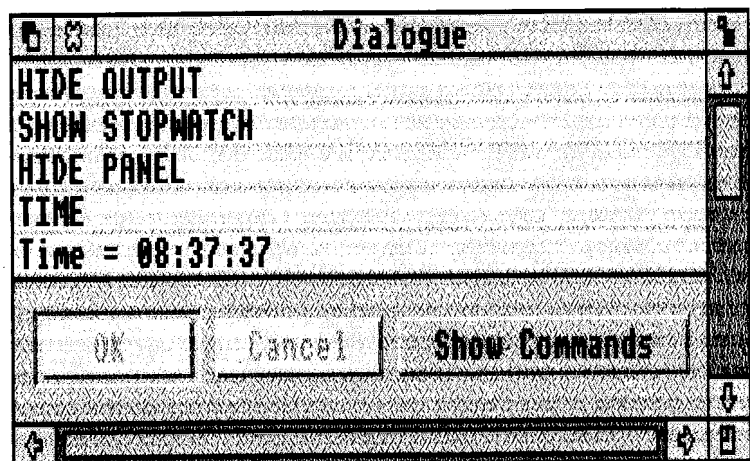 Dialogue
HIDE OUTPUT
SHOW STOPWATCH
HIDE PANEL
TIME
Time = 08:37:37
OK
Cancel
Show Commands